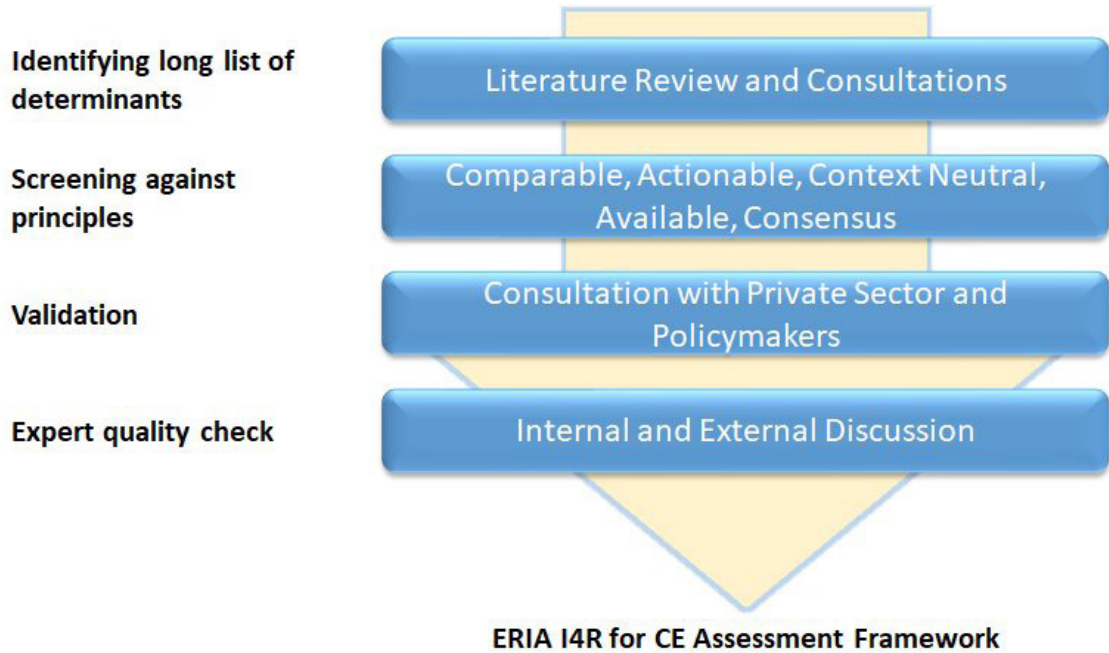 Identifying long list of
determinants
Literature Review and Consultations
Screening against
principles
Comparable, Actionable, Context Neutral,
Available, Consensus
Validation
Consultation with Private Sector and
Policymakers
Expert quality check
Internal and External Discussion
ERIA I4R for CE Assessment Framework